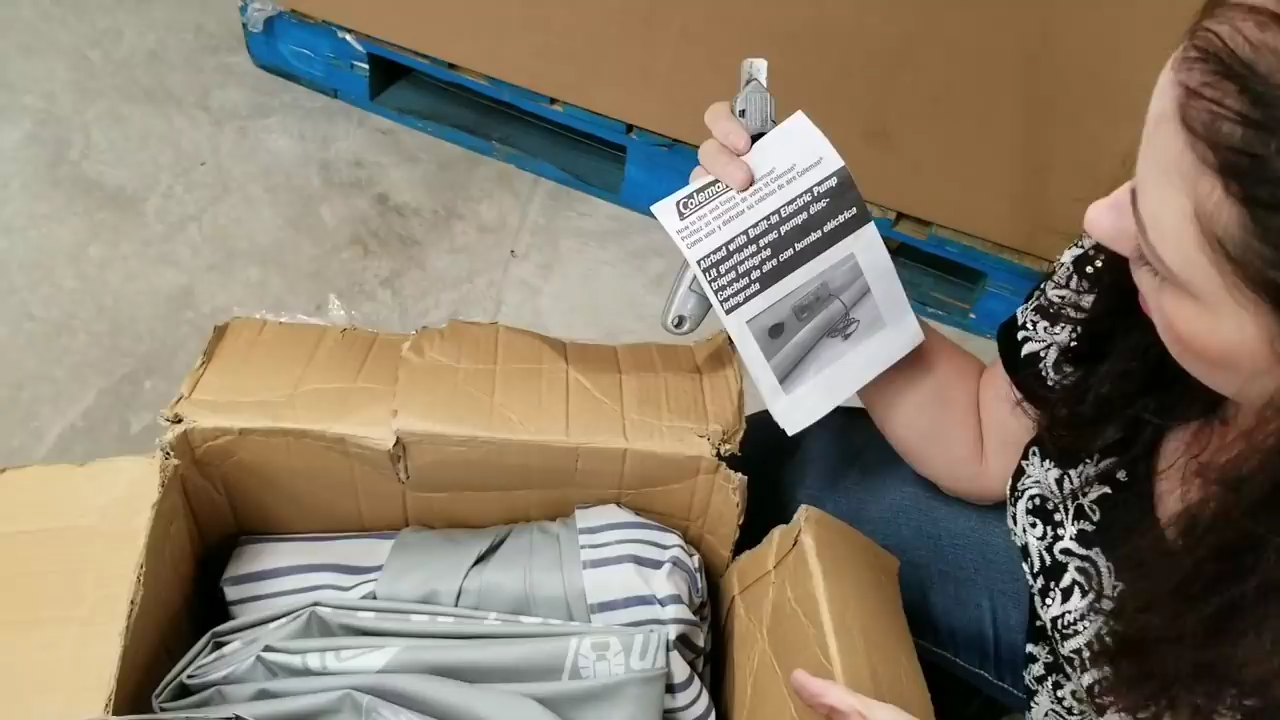 Coleman
How to Use and Enjoy
Profitez au maximum de votre lit Coleman®
Cómo usar y disfrutar su colchón de aire Coleman®
Airbed with Built-In Electric Pump
Lit gonflable avec pompe élec-
trique intégrée
Colchón de aire con bomba eléctrica
integrada